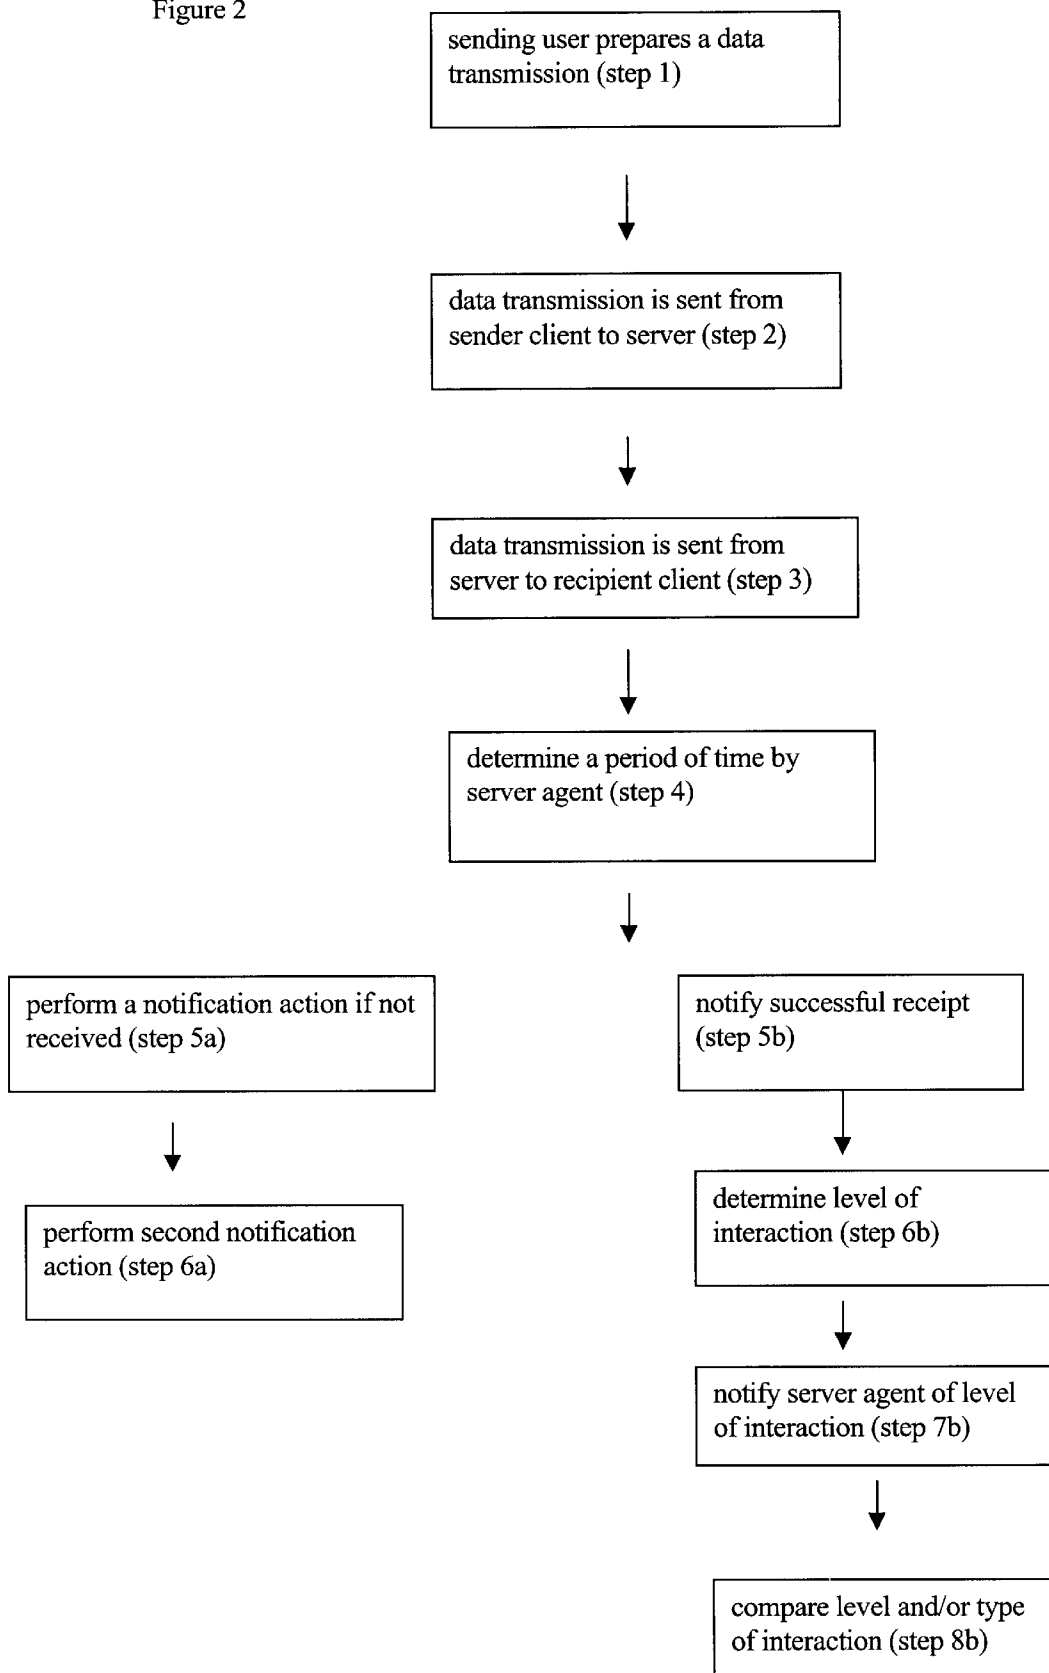 Figure 2
sending user prepares a data
transmission (step 1)
data transmission is sent from
sender client to server (step 2)
data transmission is sent from
server to recipient client (step 3)
determine a period of time by
server agent (step 4)
perform a notification action if not
received (step 5a)
notify successful receipt
(step 5b)
perform second notification
action (step 6a)
determine level of
interaction (step 6b)
notify server agent of level
of interaction (step 7b)
compare level and/or type
of interaction (step 8b)